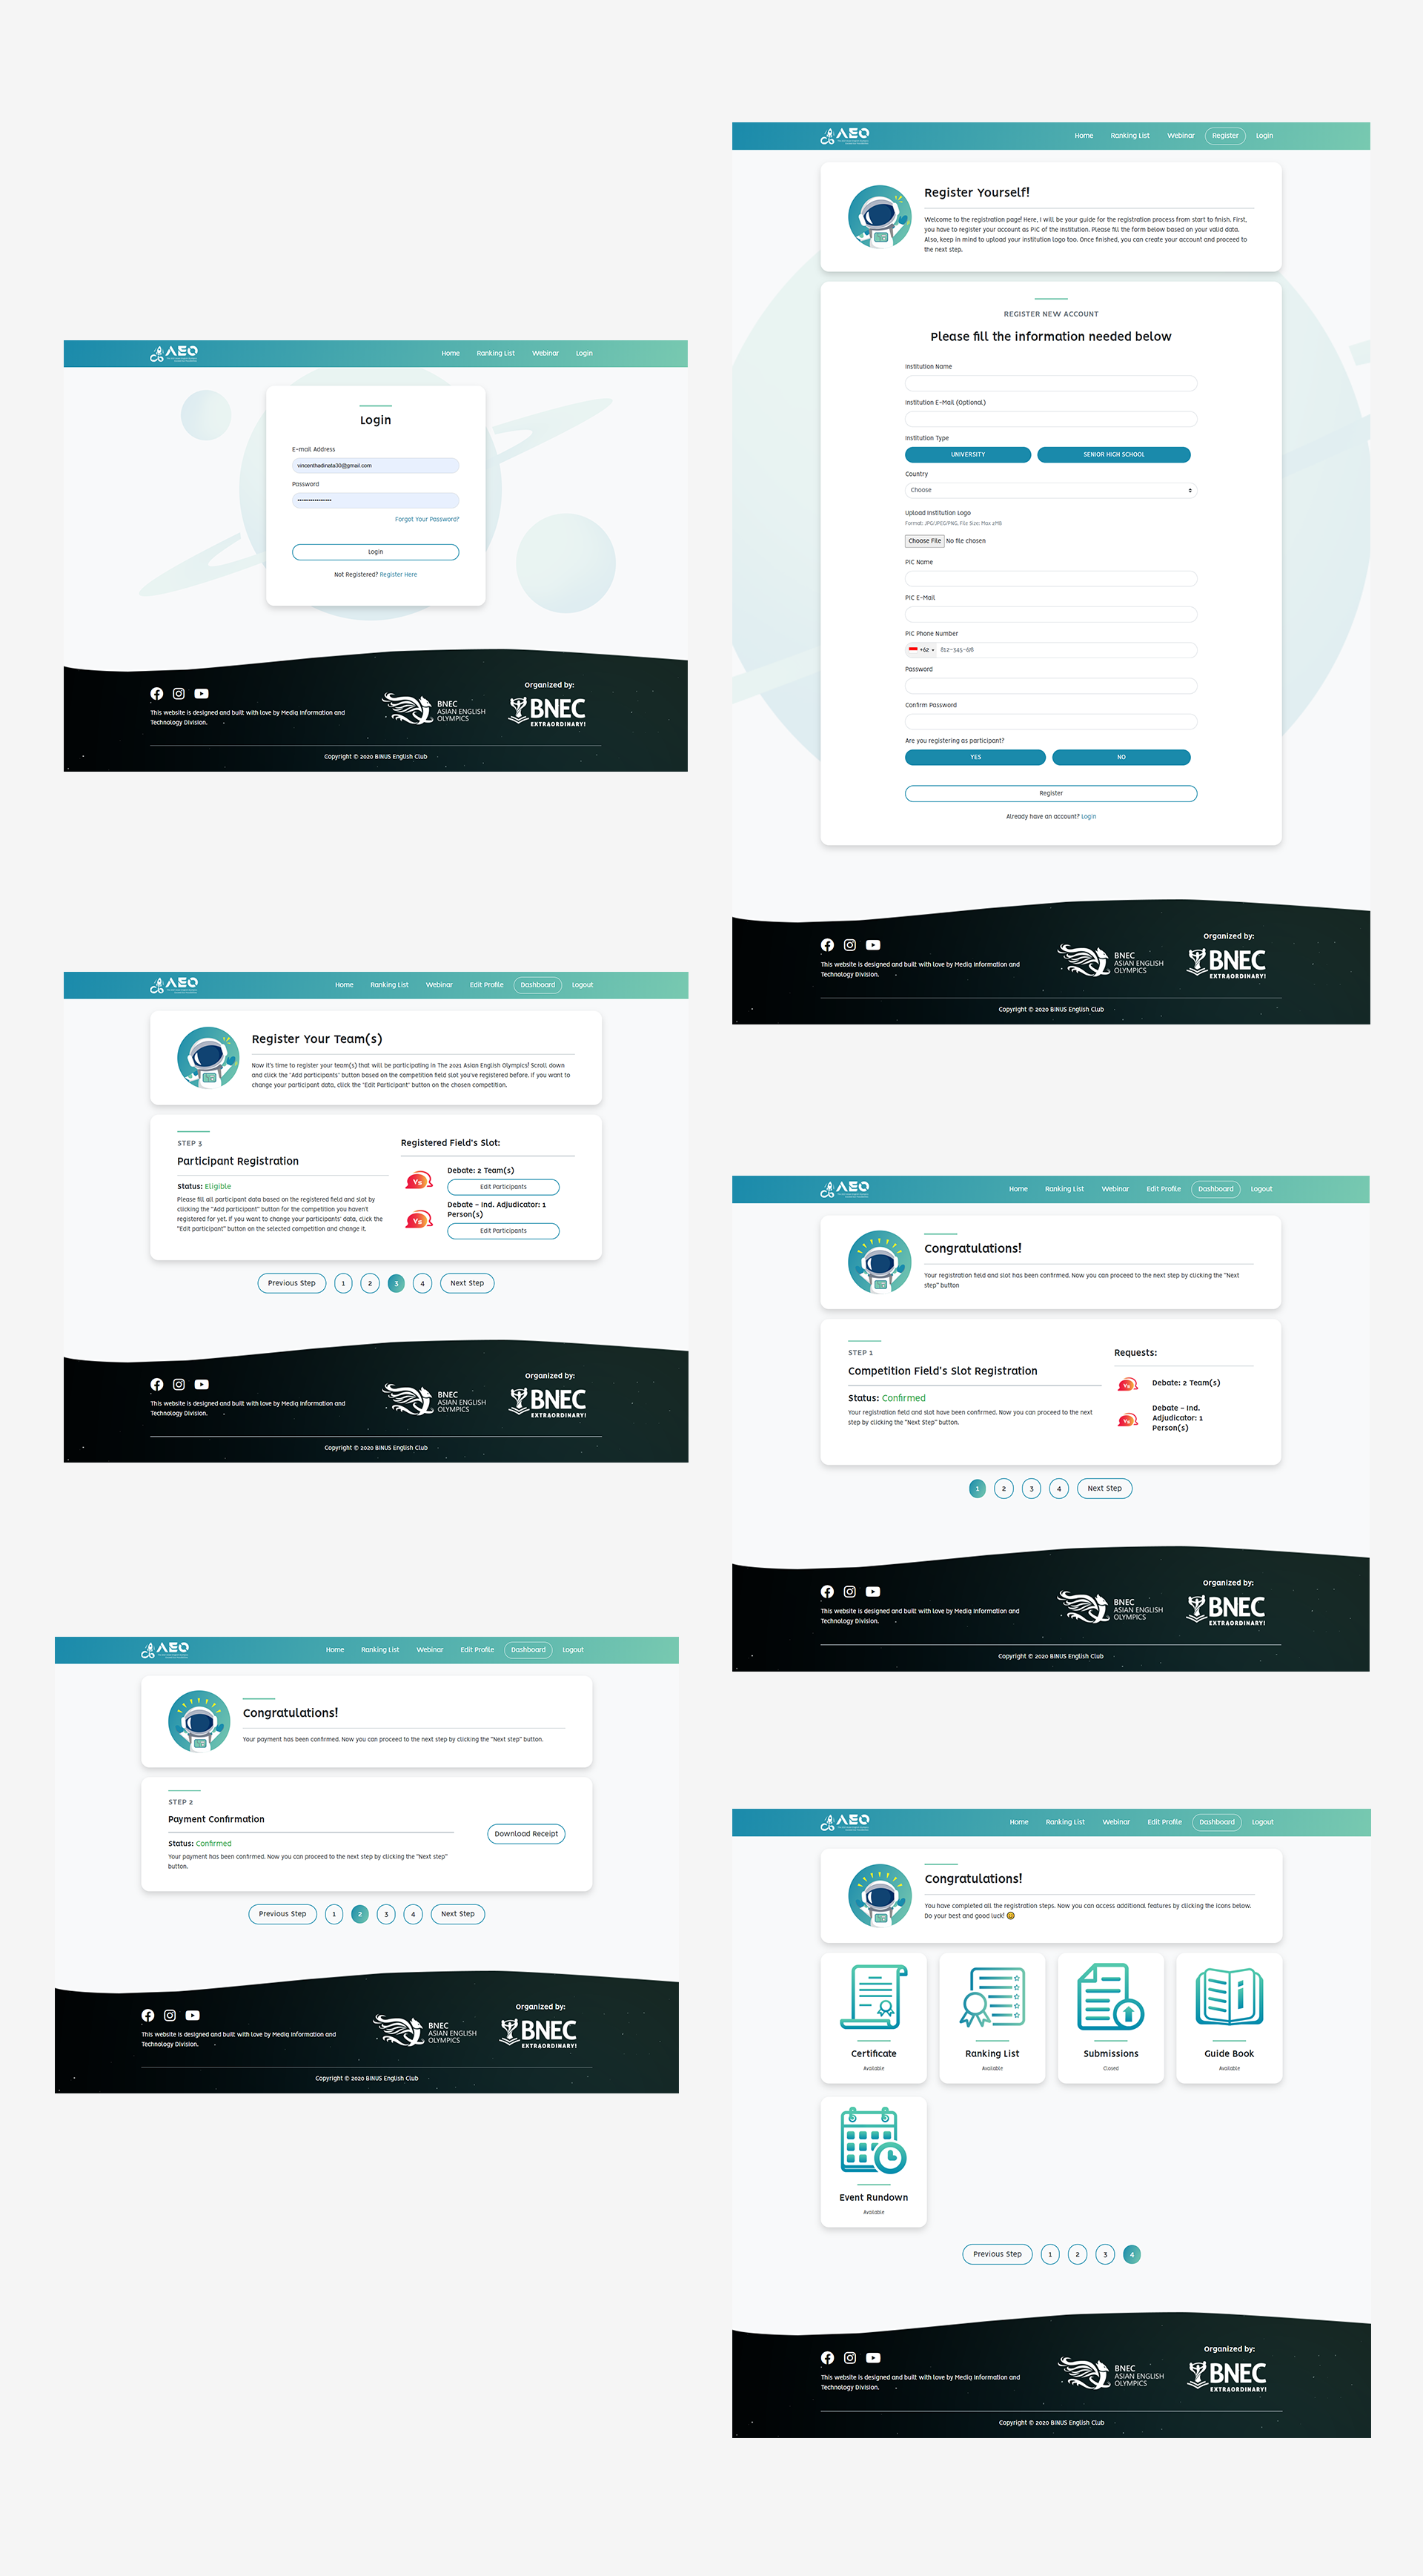 AEO
Home
Ranking List
Webinar
Login
Login
E-mail Address
vincenthadinata30@gmail.com
Password
Forgot Your Password?
Login
Not Registered? Register Here
This website is designed and built with love by Media Information and
Technology Division.
BNEC
ASIAN ENGLISH
OLYMPICS
Organized by:
BNEC
EXTRAORDINARY!
Copyright © 2020 BINUS English Club
AEO
Home
Ranking List
Webinar
Register
Login
Register Yourself!
Welcome to the registration page! Here, I will be your guide for the registration process from start to finish. First,
you have to register your account as PIC of the institution. Please fill the form below based on your valid data.
Also, keep in mind to upload your institution logo too. Once finished, you can create your account and proceed to
the next step.
REGISTER NEW ACCOUNT
Please fill the information needed below
Institution Name
Institution E-Mail (Optional)
Institution Type
UNIVERSITY
SENIOR HIGH SCHOOL
Country
Choose
Upload Institution Logo
Format: JPG/JPEG/PNG, File Size: Max 2MB
Choose File No file chosen
PIC Name
PIC E-Mail
PIC Phone Number
+62
812-345-678
Password
Confirm Password
Are you registering as participant?
YES
NO
Register
Already have an account? Login
This website is designed and built with love by Media Information and
Technology Division.
BNEC
ASIAN ENGLISH
OLYMPICS
Organized by:
BNEC
EXTRAORDINARY!
Copyright © 2020 BINUS English Club
AEO
Home
Ranking List
Webinar
Edit Profile
Dashboard
Logout
Register Your Team(s)
Now it's time to register your team(s) that will be participating in The 2021 Asian English Olympics! Scroll down
and click the "Add participants" button based on the competition field slot you've registered before. If you want to
change your participant data, click the "Edit Participant" button on the chosen competition.
STEP 3
Participant Registration
Status: Eligible
Please fill all participant data based on the registered field and slot by
clicking the "Add participant" button for the competition you haven't
registered for yet. If you want to change your participants' data, click the
"Edit participant" button on the selected competition and change it.
Registered Field's Slot:
Vs
Debate: 2 Team(s)
Edit Participants
Vs
Debate - Ind. Adjudicator: 1
Person(s)
Edit Participants
Previous Step
1
2
3
4
Next Step
This website is designed and built with love by Media Information and
Technology Division.
BNEC
ASIAN ENGLISH
OLYMPICS
Organized by:
BNEC
EXTRAORDINARY!
Copyright © 2020 BINUS English Club
AEO
Home
Ranking List
Webinar
Edit Profile
Dashboard
Logout
Congratulations!
Your registration field and slot has been confirmed. Now you can proceed to the next step by clicking the "Next
step" button
STEP 1
Competition Field's Slot Registration
Status: Confirmed
Your registration field and slot have been confirmed. Now you can proceed to the next
step by clicking the "Next Step" button.
Requests:
Vs
Debate: 2 Team(s)
Vs
Debate - Ind.
Adjudicator: 1
Person(s)
1
2
3
4
Next Step
This website is designed and built with love by Media Information and
Technology Division.
BNEC
ASIAN ENGLISH
OLYMPICS
Organized by:
BNEC
EXTRAORDINARY!
Copyright © 2020 BINUS English Club
AEO
Home
Ranking List
Webinar
Edit Profile
Dashboard
Logout
Congratulations!
Your payment has been confirmed. Now you can proceed to the next step by clicking the "Next step" button.
STEP 2
Payment Confirmation
Status: Confirmed
Your payment has been confirmed. Now you can proceed to the next step by clicking the "Next step"
button.
Download Receipt
Previous Step
1
2
3
4
Next Step
This website is designed and built with love by Media Information and
Technology Division.
BNEC
ASIAN ENGLISH
OLYMPICS
Organized by:
BNEC
EXTRAORDINARY!
Copyright © 2020 BINUS English Club
AEO
Home
Ranking List
Webinar
Edit Profile
Dashboard
Logout
Congratulations!
You have completed all the registration steps. Now you can access additional features by clicking the icons below.
Do your best and good luck!
Certificate
Available
Ranking List
Available
Submissions
Closed
Guide Book
Available
Event Rundown
Available
Previous Step
1
2
3
4
This website is designed and built with love by Media Information and
Technology Division.
BNEC
ASIAN ENGLISH
OLYMPICS
Organized by:
BNEC
EXTRAORDINARY!
Copyright © 2020 BINUS English Club